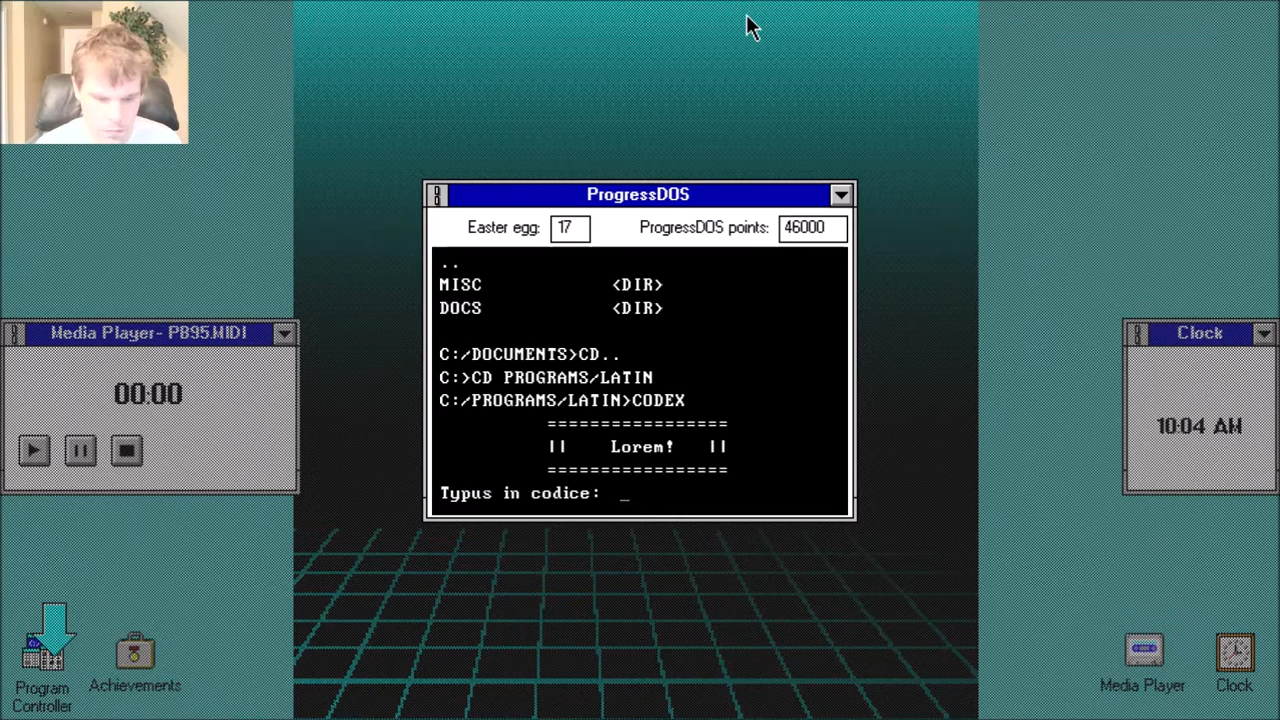 ProgressDOS
Easter egg: 17 ProgressDOS points: 46000
..
MISC <DIR>
DOCS <DIR>
C:/DOCUMENTS>CD..
C:>CD PROGRAMS/LATIN
C:/PROGRAMS/LATIN>CODEX
=================
|| Lorem! ||
=================
Typus in codice: _
Media Player- PB95.MIDI
00:00
Clock
10:04 AM
Program
Controller
Achievements
Media Player
Clock